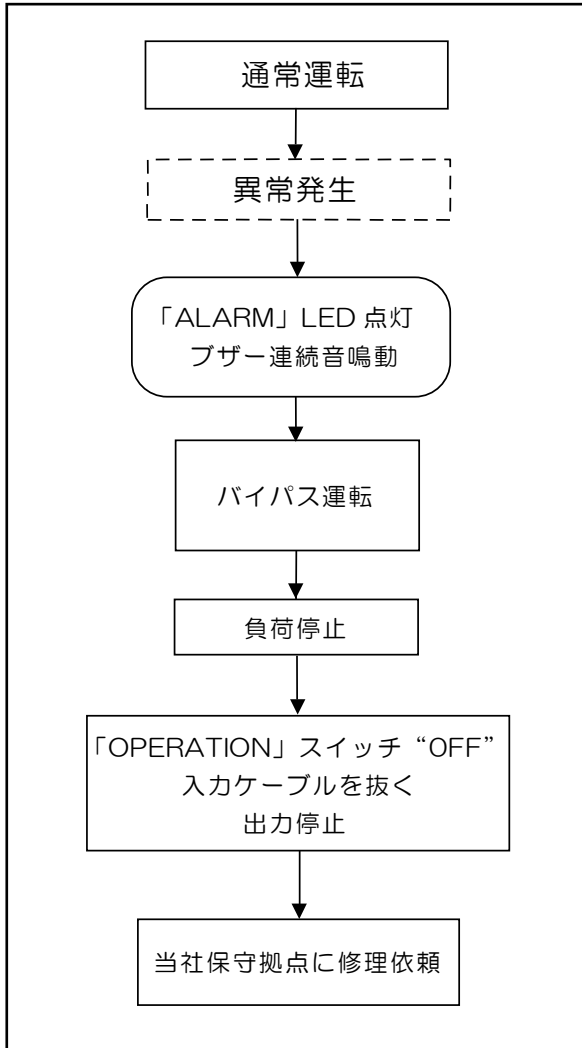 通常運転
異常発生
「ALARM」LED 点灯
ブザー連続音鳴動
バイパス運転
負荷停止
「OPERATION」スイッチ“OFF”
入力ケーブルを抜く
出力停止
当社保守拠点に修理依頼